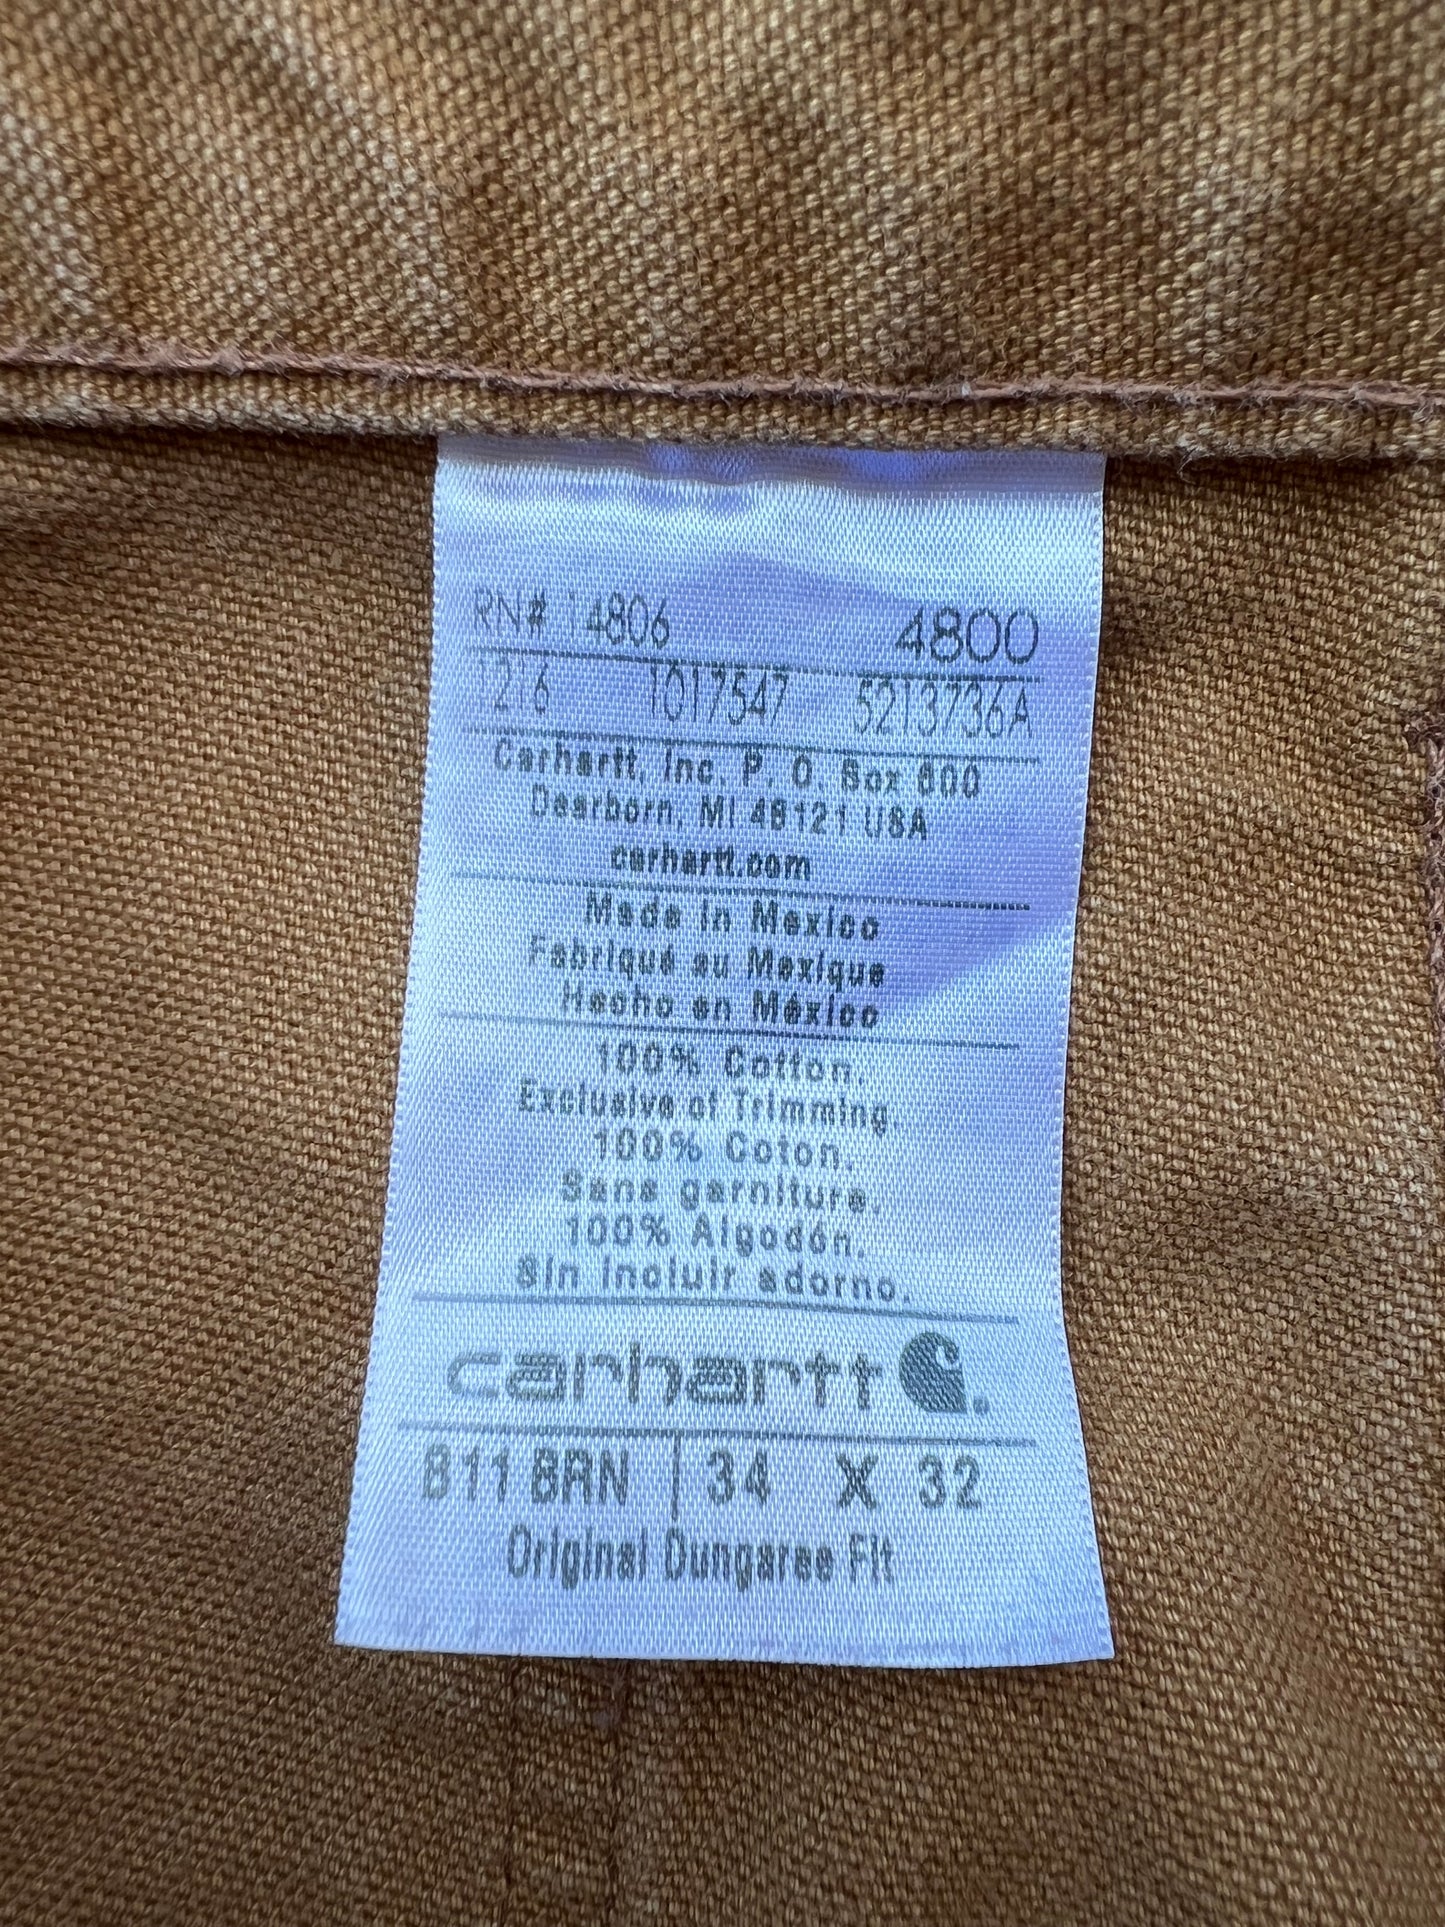 RN# 14806 4800
1216 1017547 5213736A
Carhartt, Inc. P. O. Box 600
Dearborn, MI 48121 USA
carhartt.com
Made in Mexico
Fabriqué au Mexique
Hecho en México
100% Cotton.
Exclusive of Trimming.
100% Coton.
Sans garniture.
100% Algodón.
Sin incluir adorno.
carhartt
B11 BRN | 34 X 32
Original Dungaree Fit